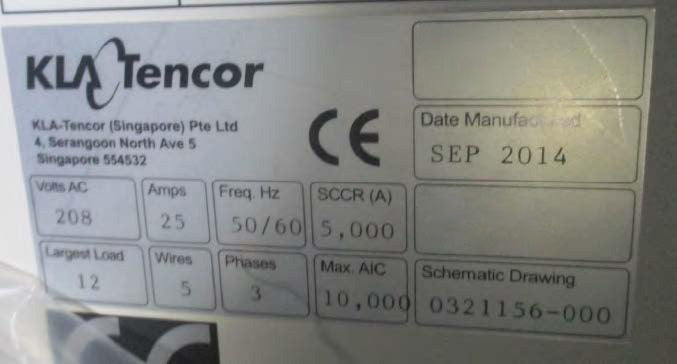 KLA Tencor
KLA-Tencor (Singapore) Pte Ltd
4, Serangoon North Ave 5
Singapore 554532
CE
Date Manufactured
SEP 2014
Volts AC
208
Amps
25
Freq. Hz
50/60
SCCR (A)
5,000
Largest Load
12
Wires
5
Phases
3
Max. AIC
10,000
Schematic Drawing
0321156-000